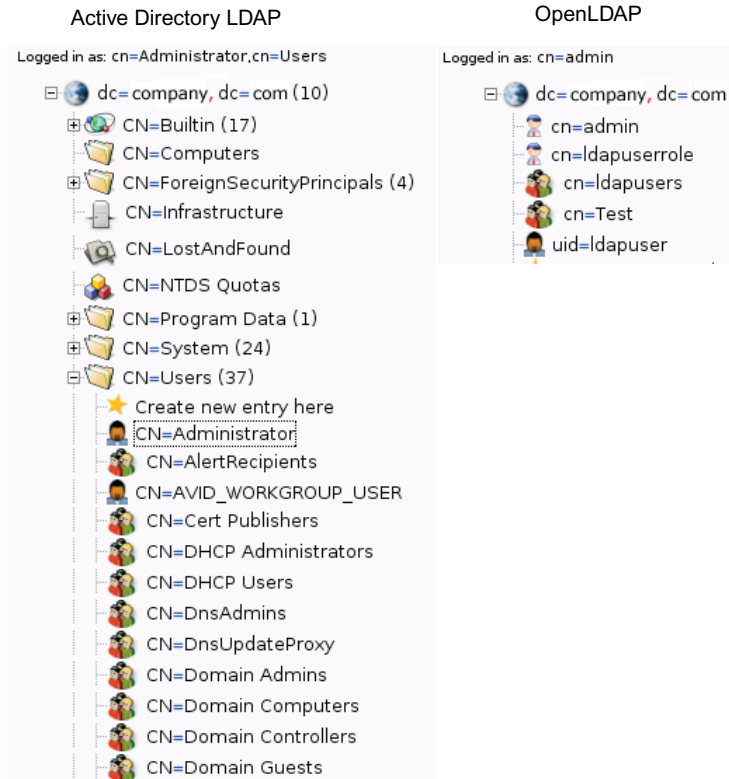 Active Directory LDAP
Logged in as: cn=Administrator,cn=Users
dc=company, dc=com (10)
CN=Builtin (17)
CN=Computers
CN=ForeignSecurityPrincipals (4)
CN=Infrastructure
CN=LostAndFound
CN=NTDS Quotas
CN=Program Data (1)
CN=System (24)
CN=Users (37)
Create new entry here
CN=Administrator
CN=AlertRecipients
CN=AVID_WORKGROUP_USER
CN=Cert Publishers
CN=DHCP Administrators
CN=DHCP Users
CN=DnsAdmins
CN=DnsUpdateProxy
CN=Domain Admins
CN=Domain Computers
CN=Domain Controllers
CN=Domain Guests
OpenLDAP
Logged in as: cn=admin
dc=company, dc=com
cn=admin
cn=ldapuserrole
cn=ldapusers
cn=Test
uid=ldapuser